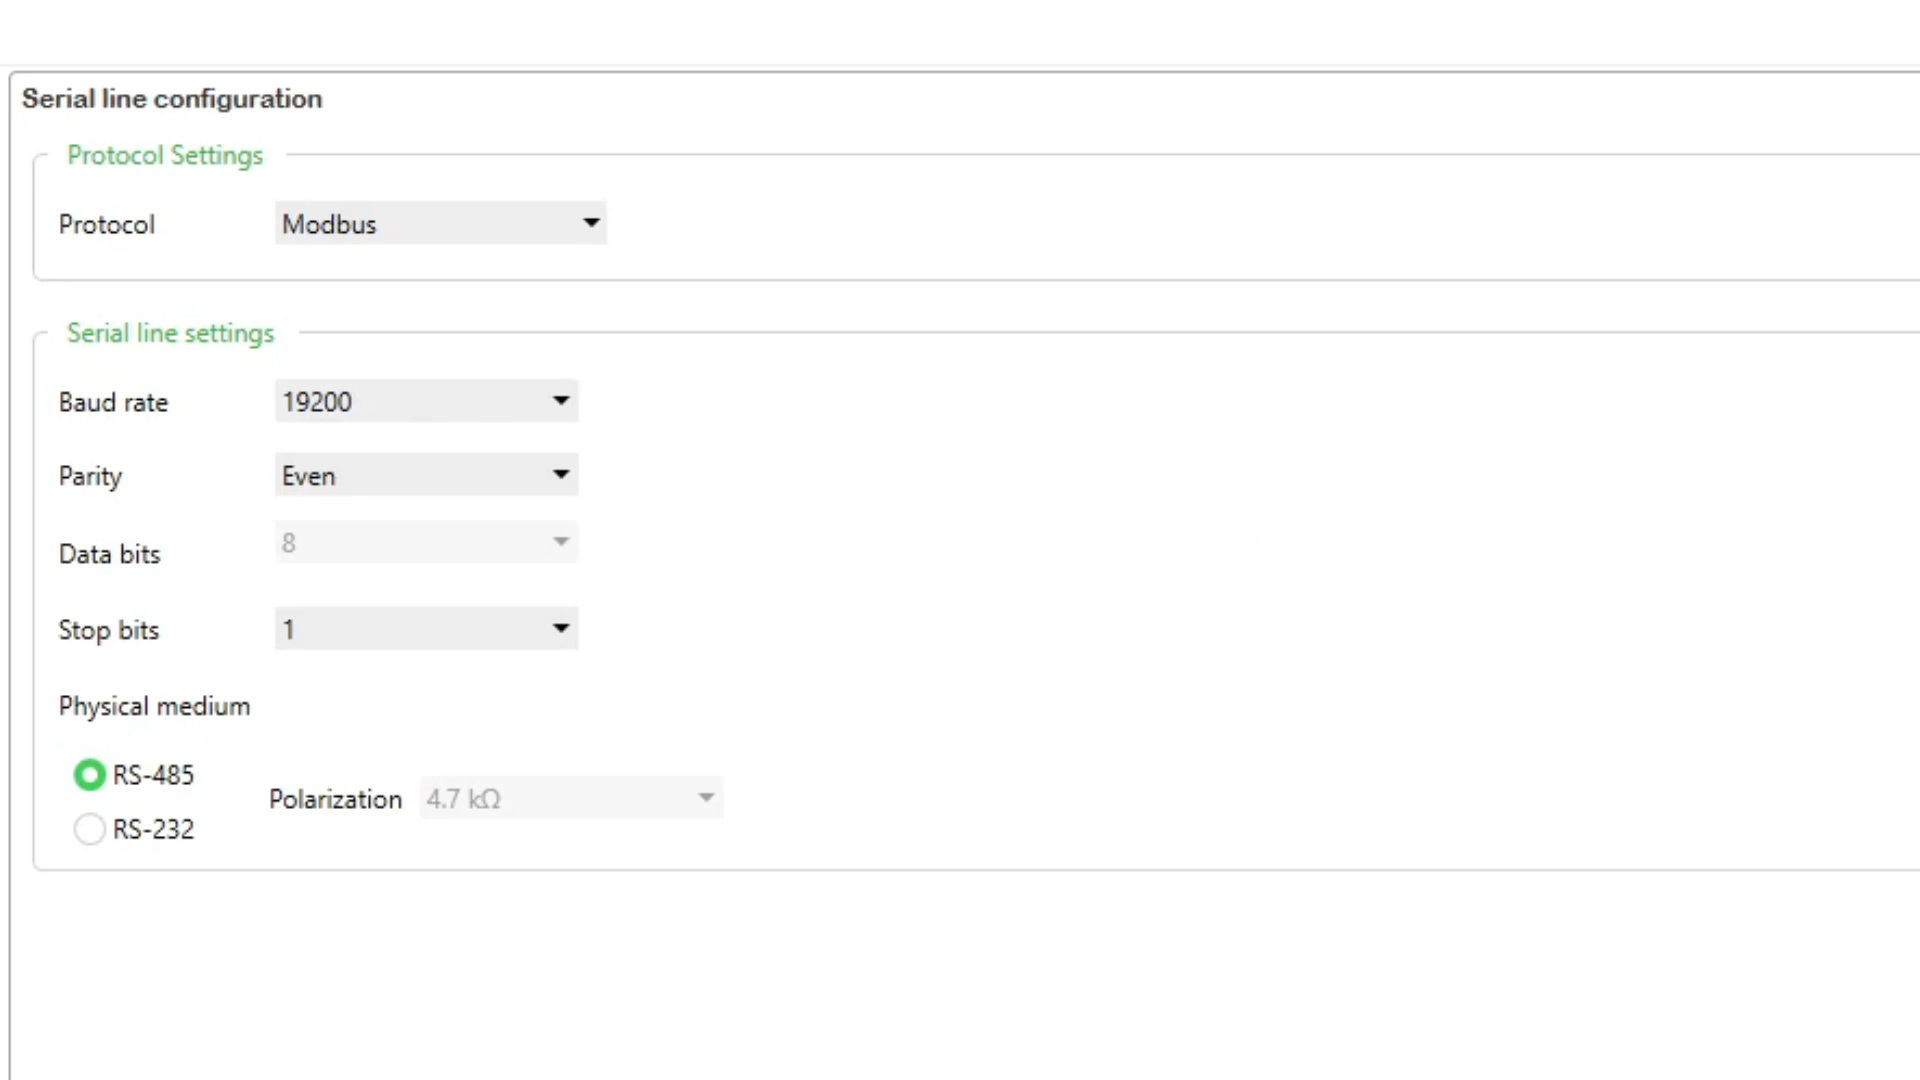 Serial line configuration
Protocol Settings
Protocol Modbus
Serial line settings
Baud rate 19200
Parity Even
Data bits 8
Stop bits 1
Physical medium
RS-485
Polarization 4.7 kΩ
RS-232